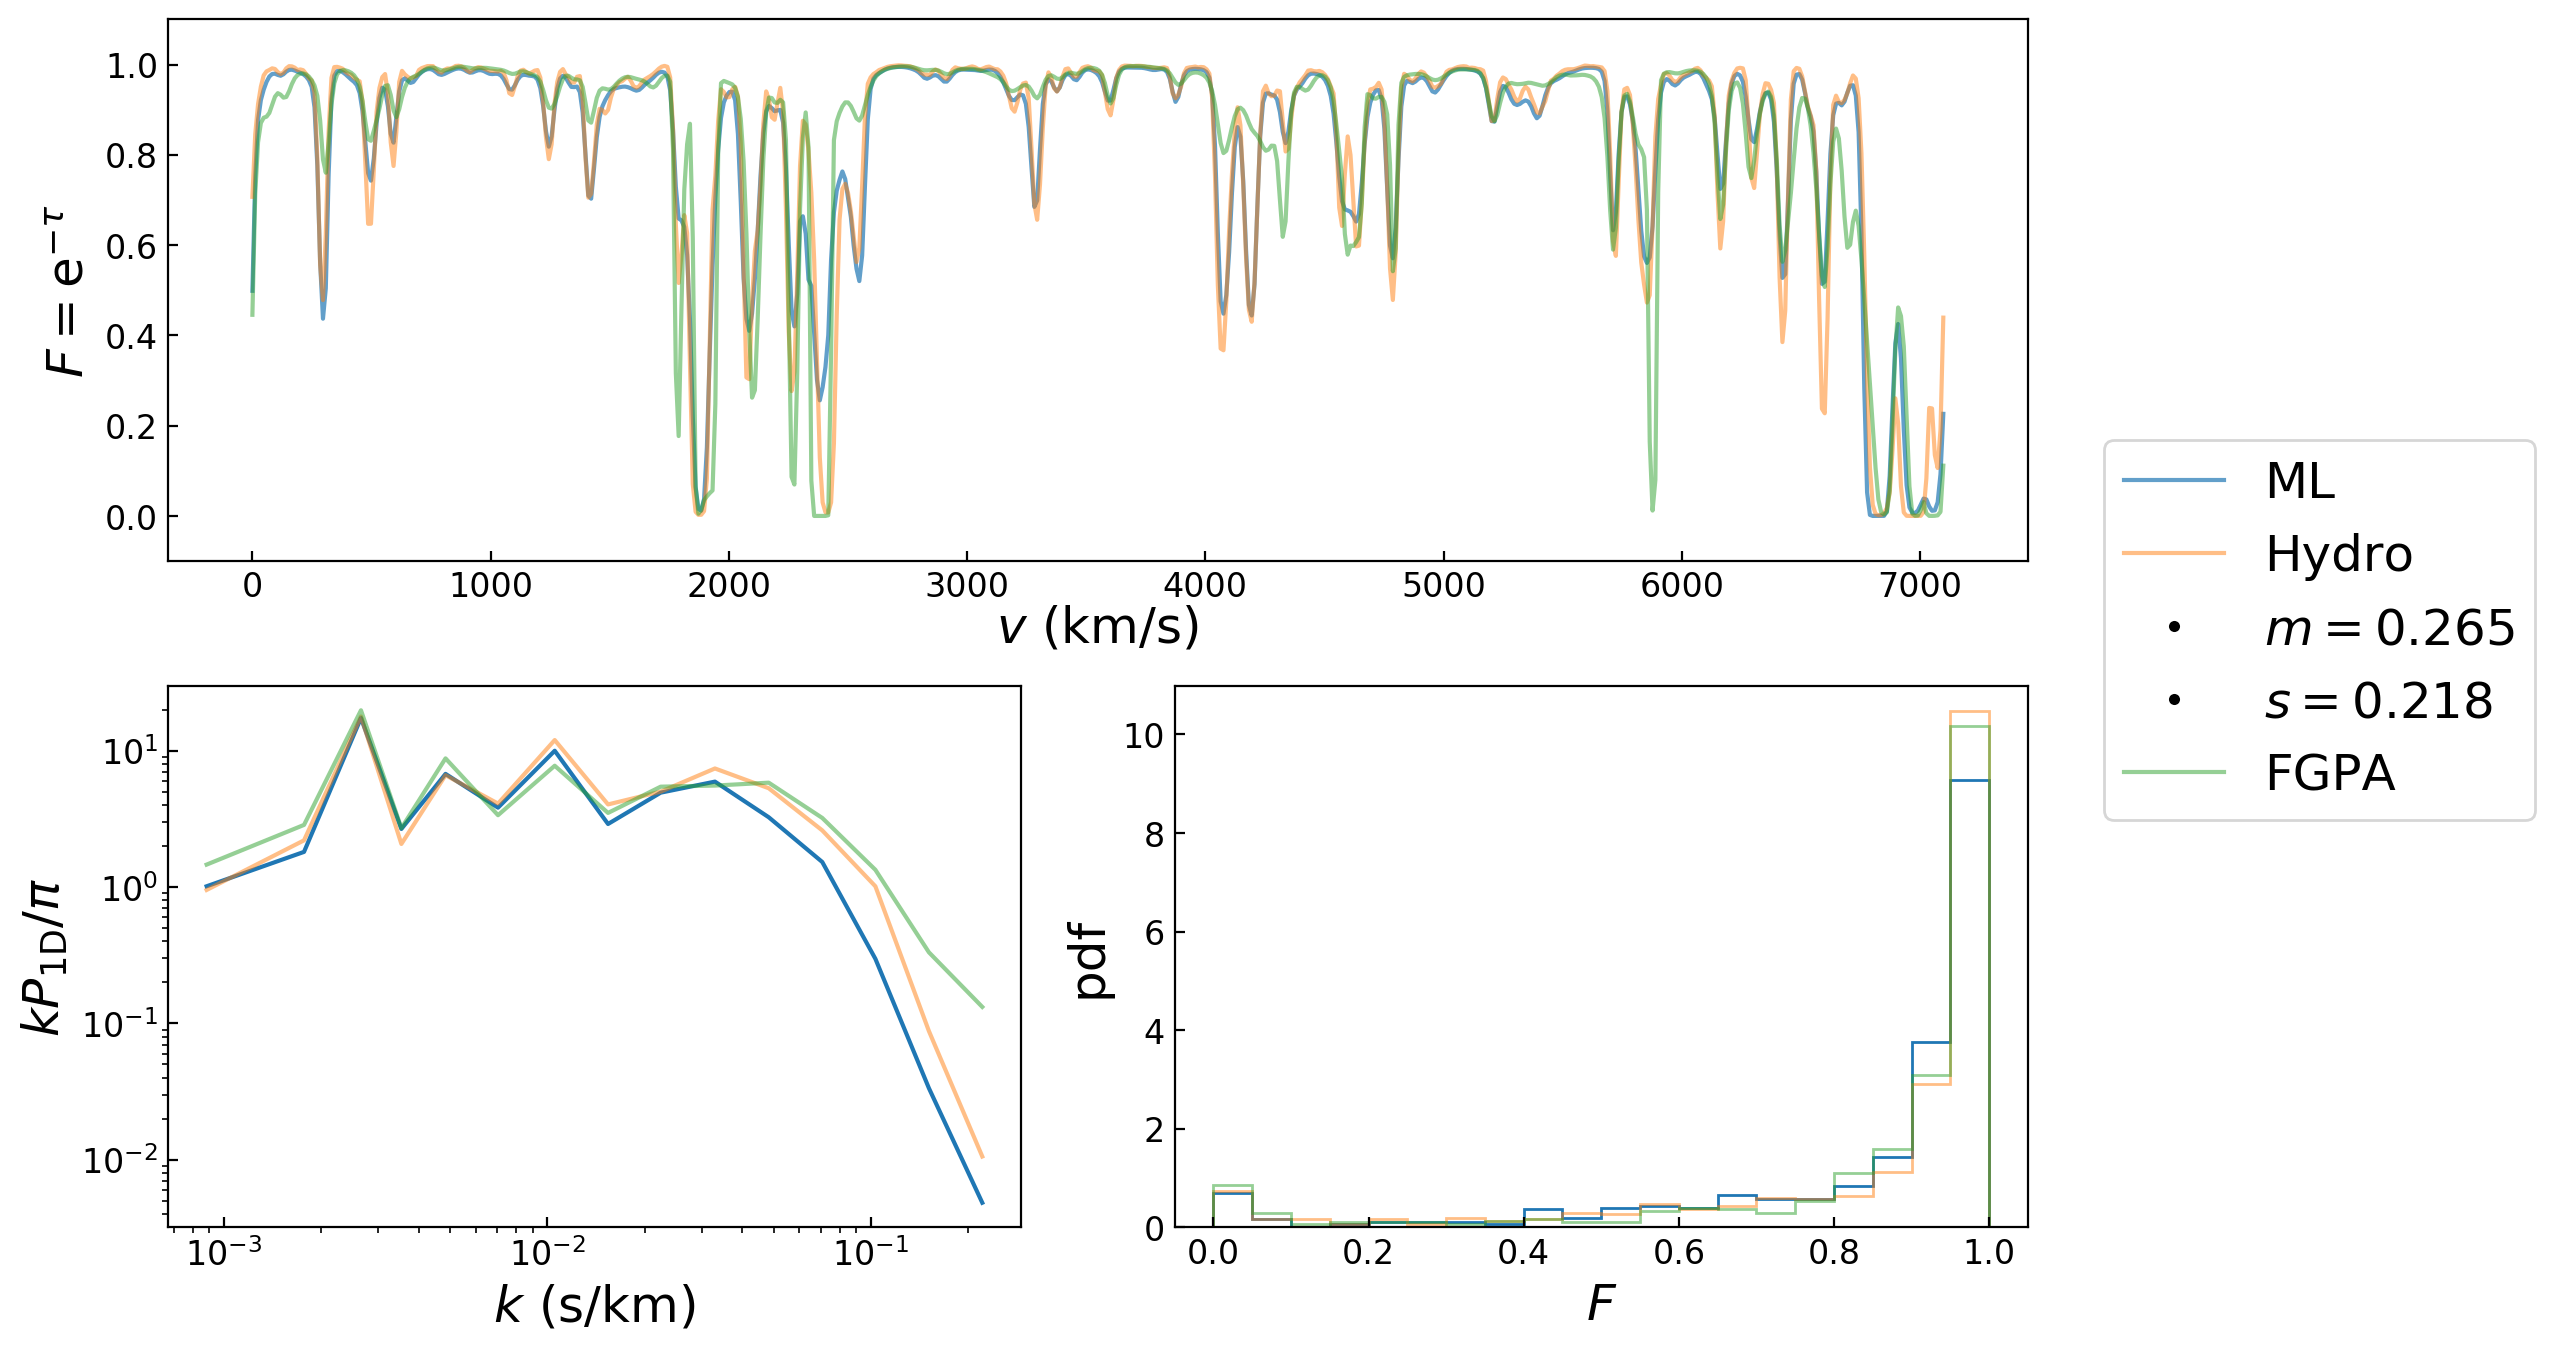 F = e^{−τ}
1.0
0.8
0.6
0.4
0.2
0.0
0 1000 2000 3000 4000 5000 6000 7000
v (km/s)
ML
Hydro
m = 0.265
s = 0.218
FGPA
kP_{1D}/π
10^1
10^0
10^{−1}
10^{−2}
10^{−3} 10^{−2} 10^{−1}
k (s/km)
pdf
10
8
6
4
2
0
0.0 0.2 0.4 0.6 0.8 1.0
F